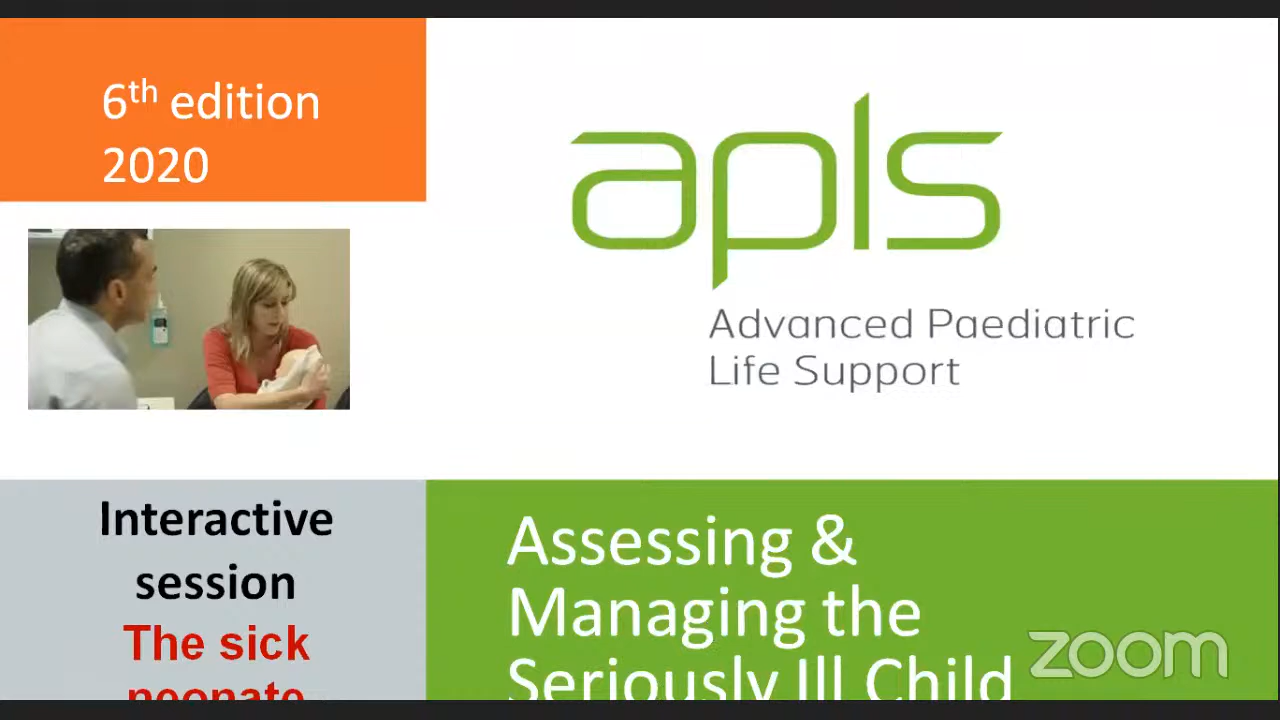 6th edition
2020
apls
Advanced Paediatric
Life Support
Interactive
session
The sick
neonate
Assessing &
Managing the
Seriously Ill Child
zoom